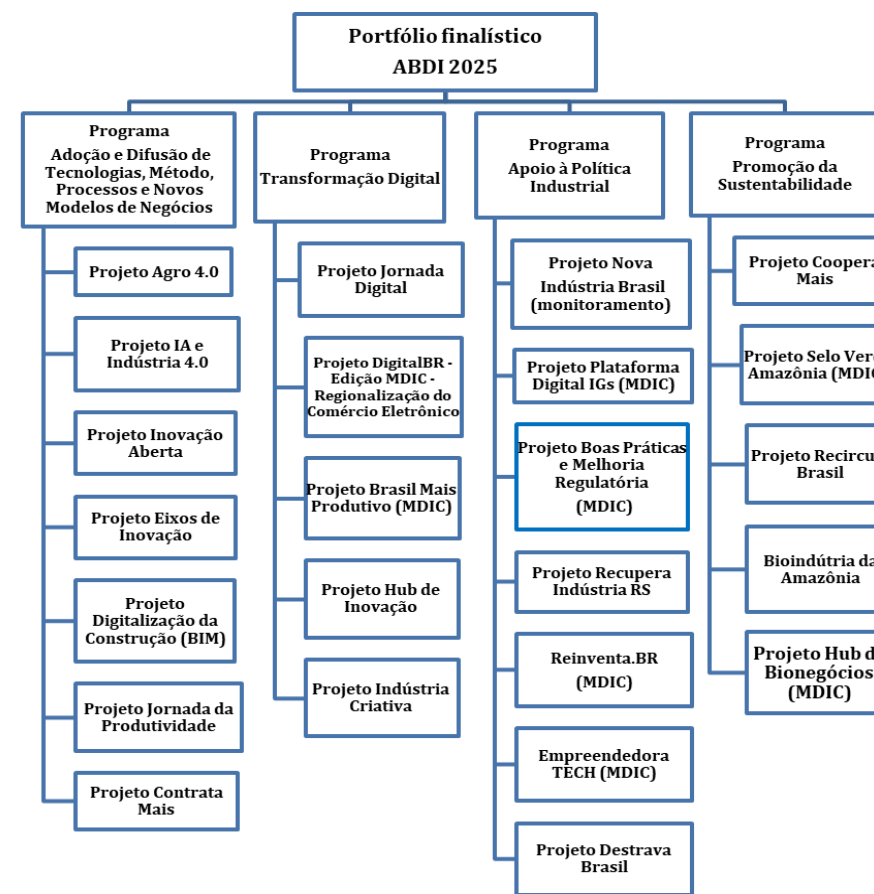 Portfólio finalístico
ABDI 2025
Programa
Adoção e Difusão de
Tecnologias, Método,
Processos e Novos
Modelos de Negócios
Projeto Agro 4.0
Projeto IA e
Indústria 4.0
Projeto Inovação
Aberta
Projeto Eixos de
Inovação
Projeto
Digitalização da
Construção (BIM)
Projeto Jornada da
Produtividade
Projeto Contrata
Mais
Programa
Transformação Digital
Projeto Jornada
Digital
Projeto DigitalBR -
Edição MDIC -
Regionalização do
Comércio Eletrônico
Projeto Brasil Mais
Produtivo (MDIC)
Projeto Hub de
Inovação
Projeto Indústria
Criativa
Programa
Apoio à Política
Industrial
Projeto Nova
Indústria Brasil
(monitoramento)
Projeto Plataforma
Digital IGs (MDIC)
Projeto Boas Práticas
e Melhoria
Regulatória
(MDIC)
Projeto Recupera
Indústria RS
Reinventa.BR
(MDIC)
Empreendedora
TECH (MDIC)
Projeto Destrava
Brasil
Programa
Promoção da
Sustentabilidade
Projeto Coopera
Mais
Projeto Selo
Amazônia
Projeto
Brasil
Bioindútria da
Amazônia
Projeto Hub
Bionegócios
(MDIC)